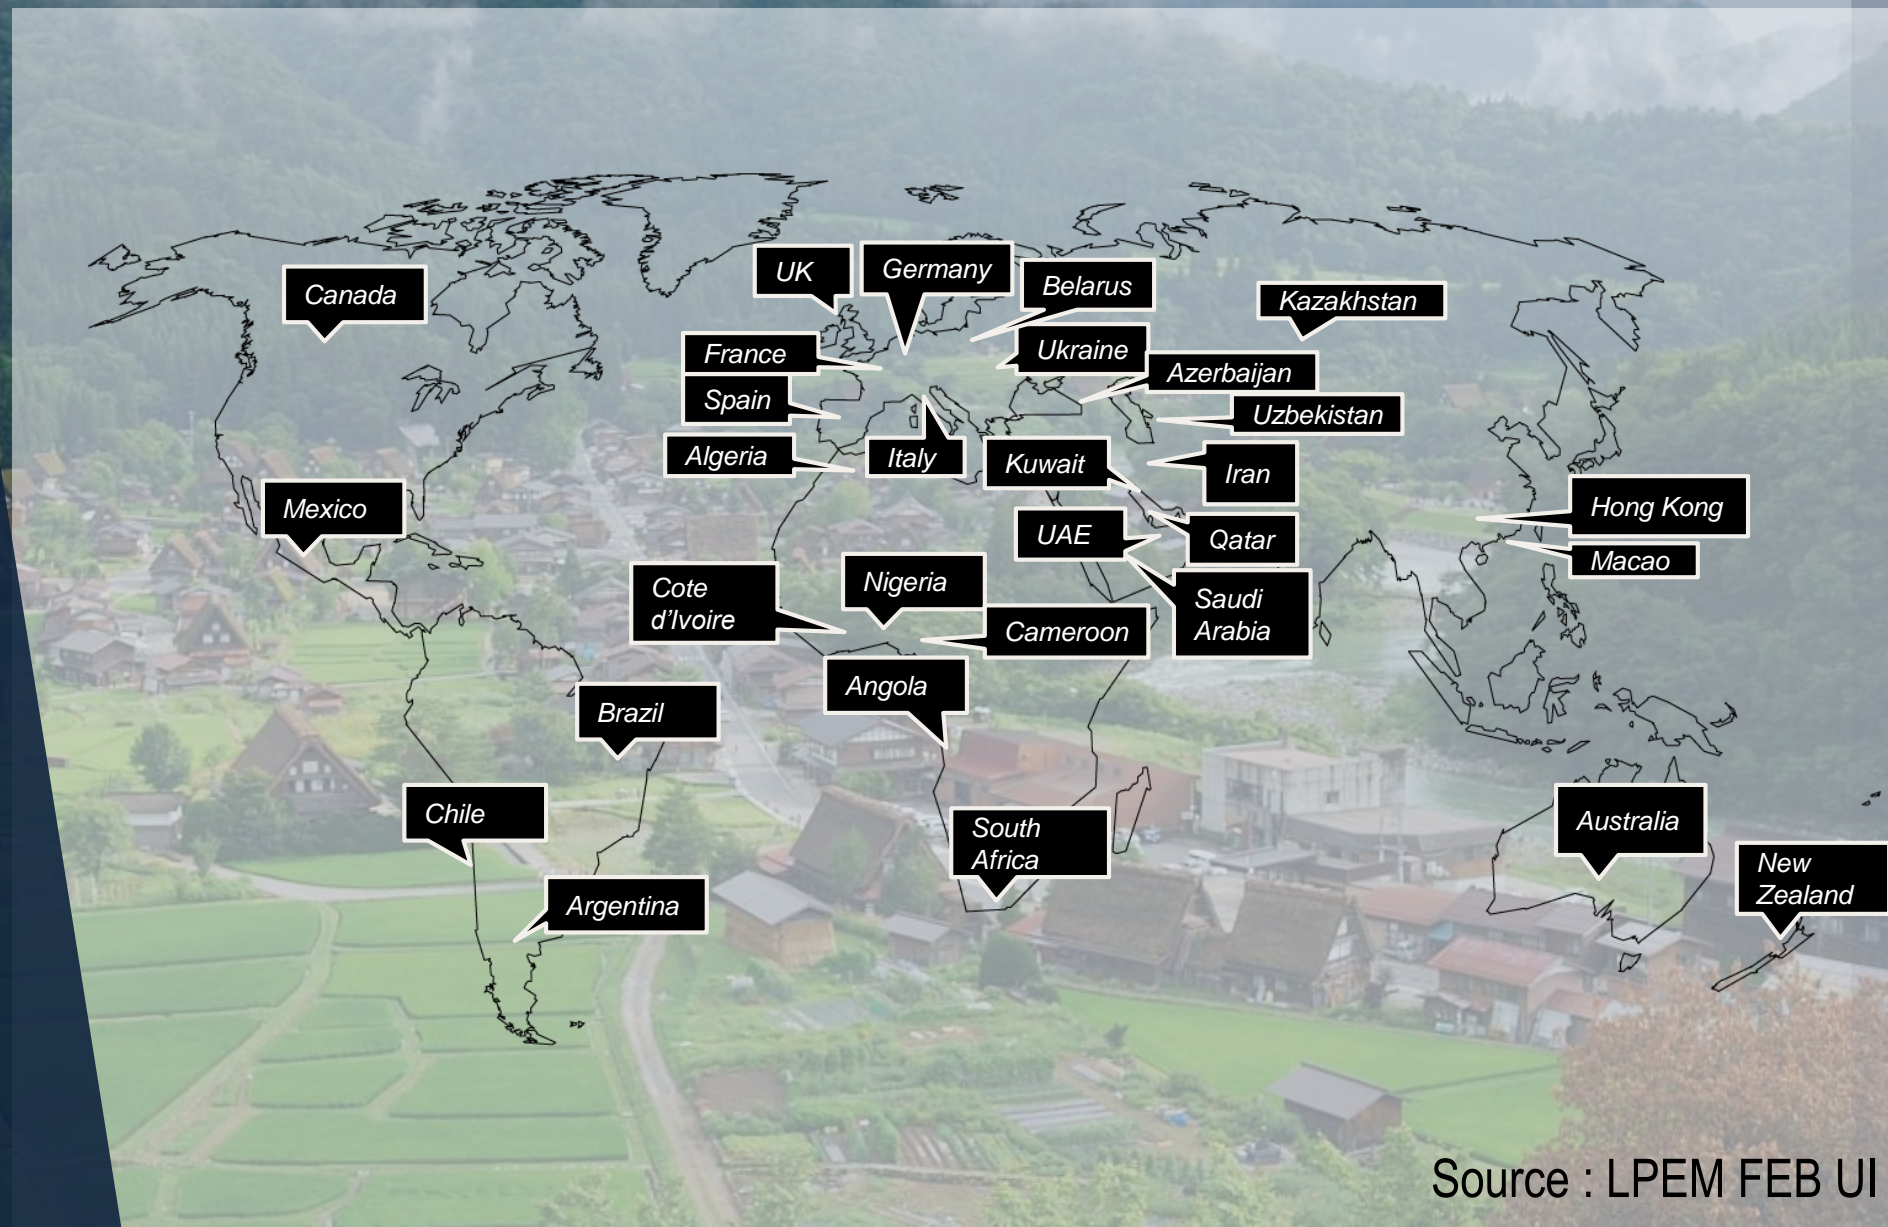 UK
Germany
Belarus
Canada
Kazakhstan
France
Ukraine
Azerbaijan
Spain
Uzbekistan
Algeria
Italy
Kuwait
Iran
Mexico
Hong Kong
UAE
Qatar
Macao
Cote
d'Ivoire
Nigeria
Saudi
Arabia
Cameroon
Angola
Brazil
Chile
South
Africa
Australia
New
Zealand
Argentina
Source : LPEM FEB UI